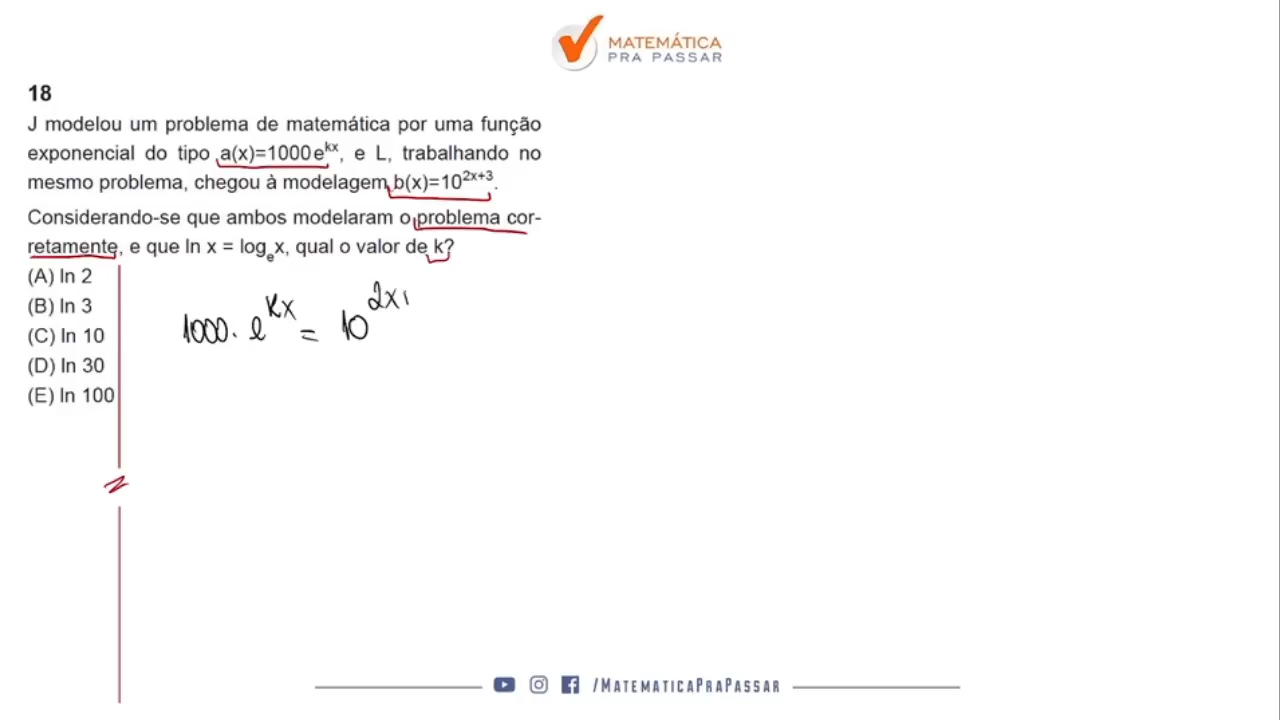 MATEMÁTICA
PRA PASSAR
18
J modelou um problema de matemática por uma função
exponencial do tipo a(x)=1000e^{kx}, e L, trabalhando no
mesmo problema, chegou à modelagem b(x)=10^{2x+3}.
Considerando-se que ambos modelaram o problema cor-
retamente, e que ln x = log_{e}x, qual o valor de k?
(A) ln 2
(B) ln 3
(C) ln 10
(D) ln 30
(E) ln 100
1000. e^{kx} = 10^{2x}
/MATEMATICAPRAPASSAR